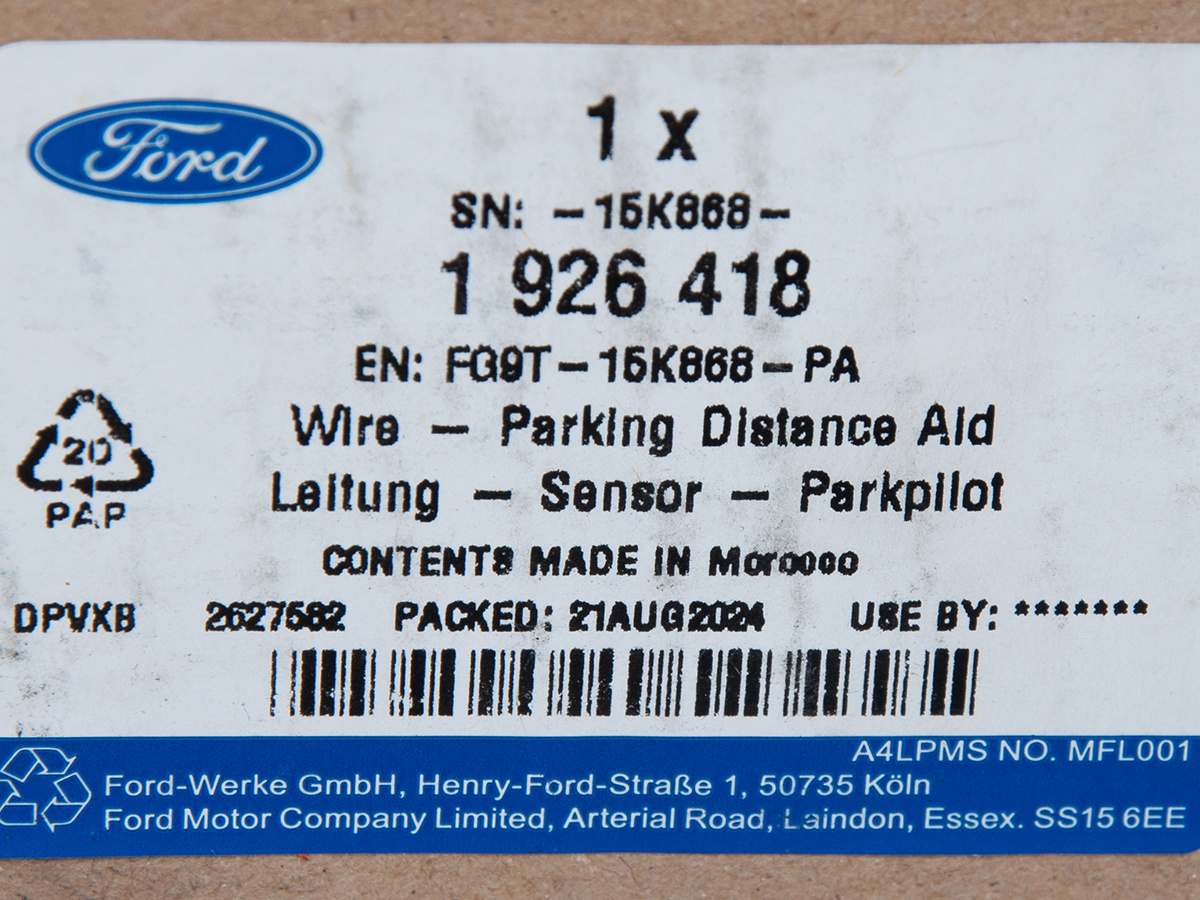 Ford
1 x
SN: -15K868-
1 926 418
EN: FG9T-15K868-PA
Wire - Parking Distance Aid
Leitung - Sensor - Parkpilot
20
PAP
CONTENTS MADE IN Morocco
DPVXB 2627582 PACKED: 21AUG2024 USE BY: *******
A4LPMS NO. MFL001
Ford-Werke GmbH, Henry-Ford-Straße 1, 50735 Köln
Ford Motor Company Limited, Arterial Road, Laindon, Essex. SS15 6EE